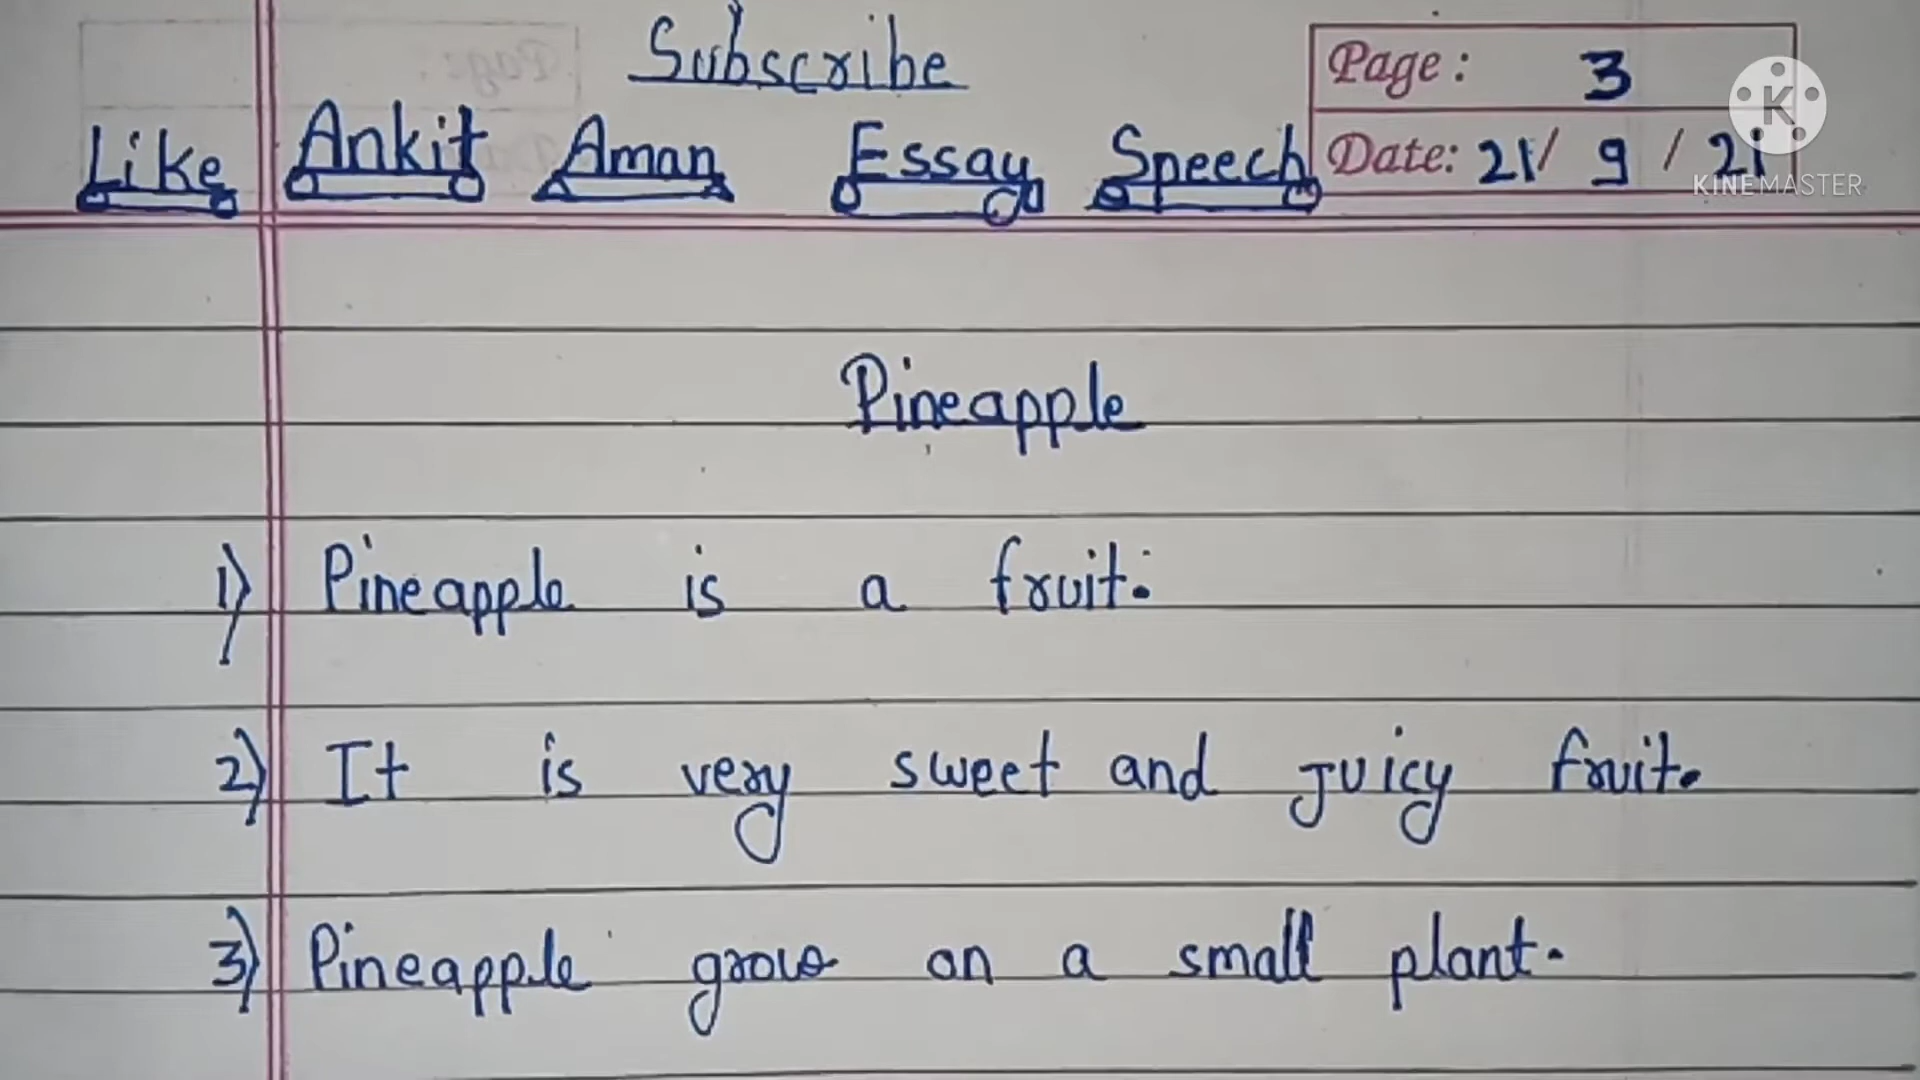 Subscribe
Page: 3
Like Ankit Aman Essay Speech
Date: 21/ 9 / 21
KINEMASTER
Pineapple
1) Pineapple is a fruit.
2) It is very sweet and juicy fruit.
3) Pineapple grow on a small plant.